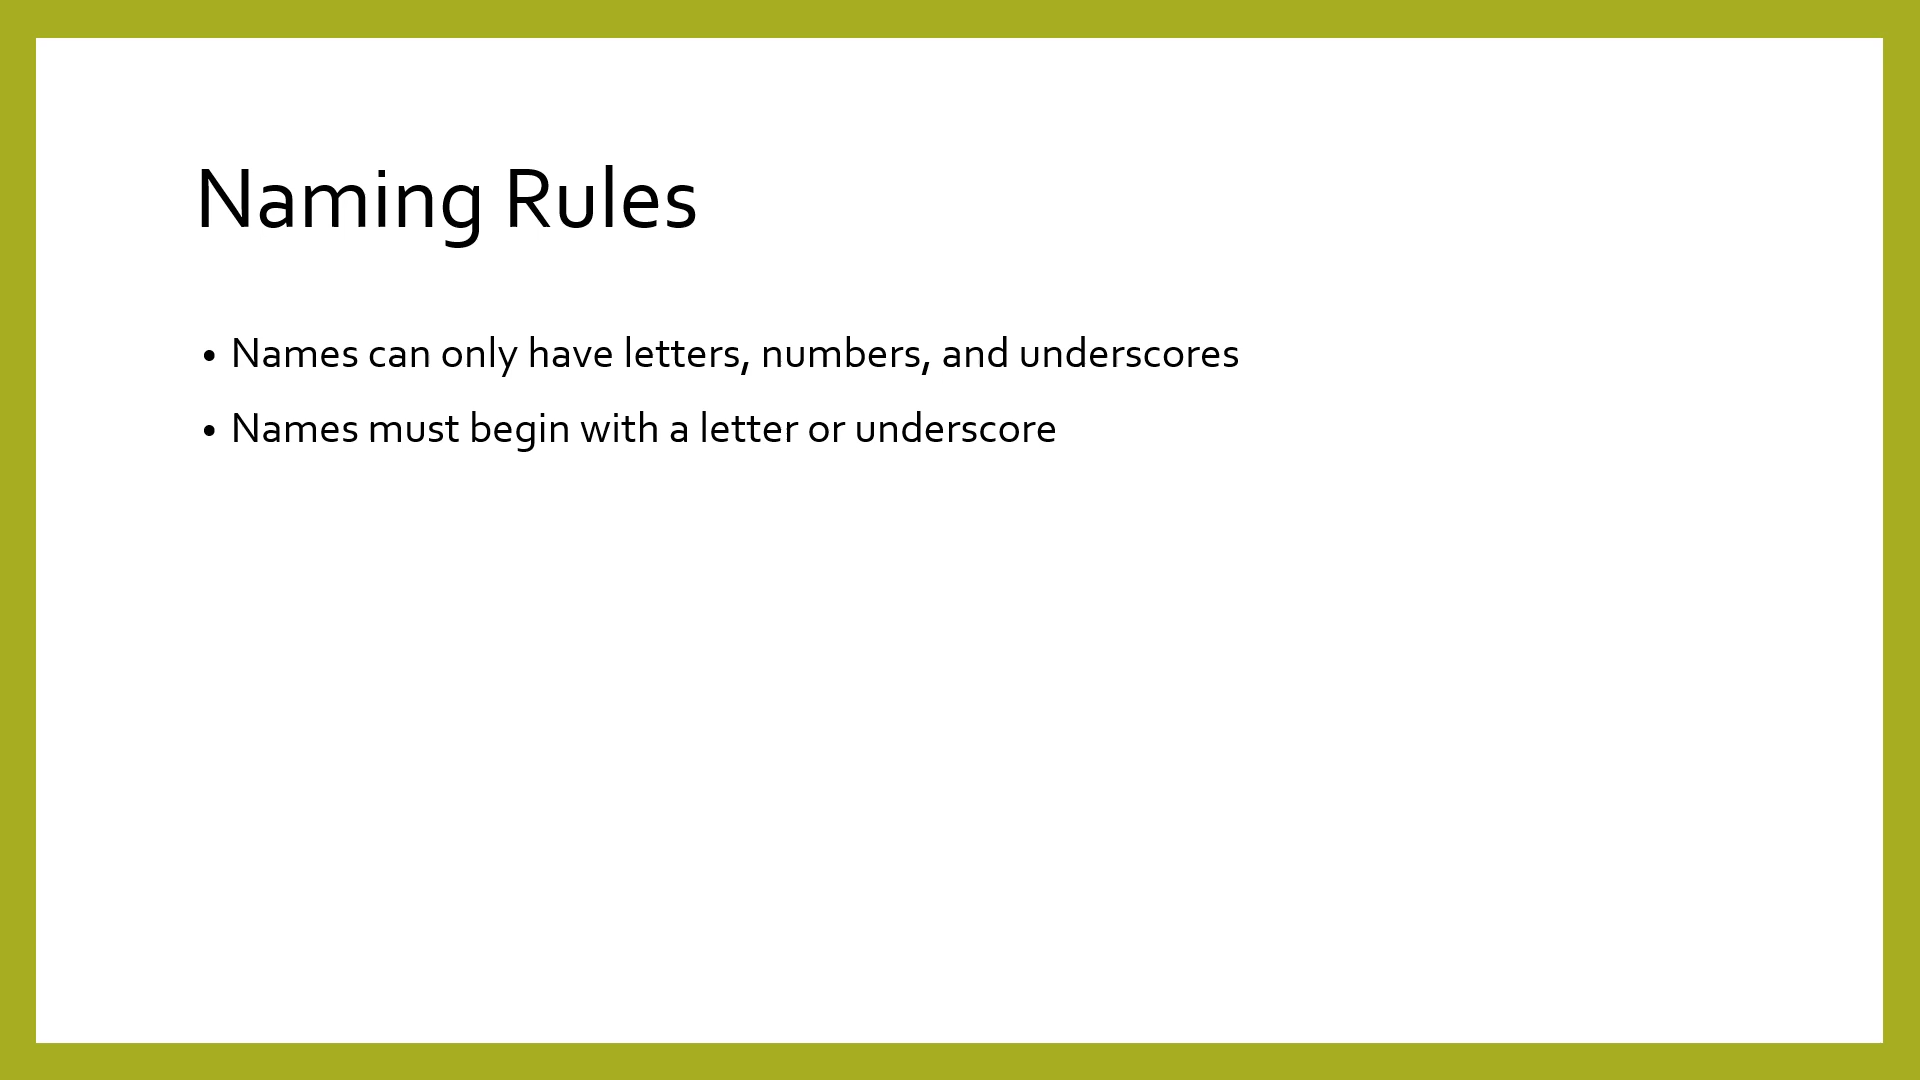 Naming Rules
• Names can only have letters, numbers, and underscores
• Names must begin with a letter or underscore